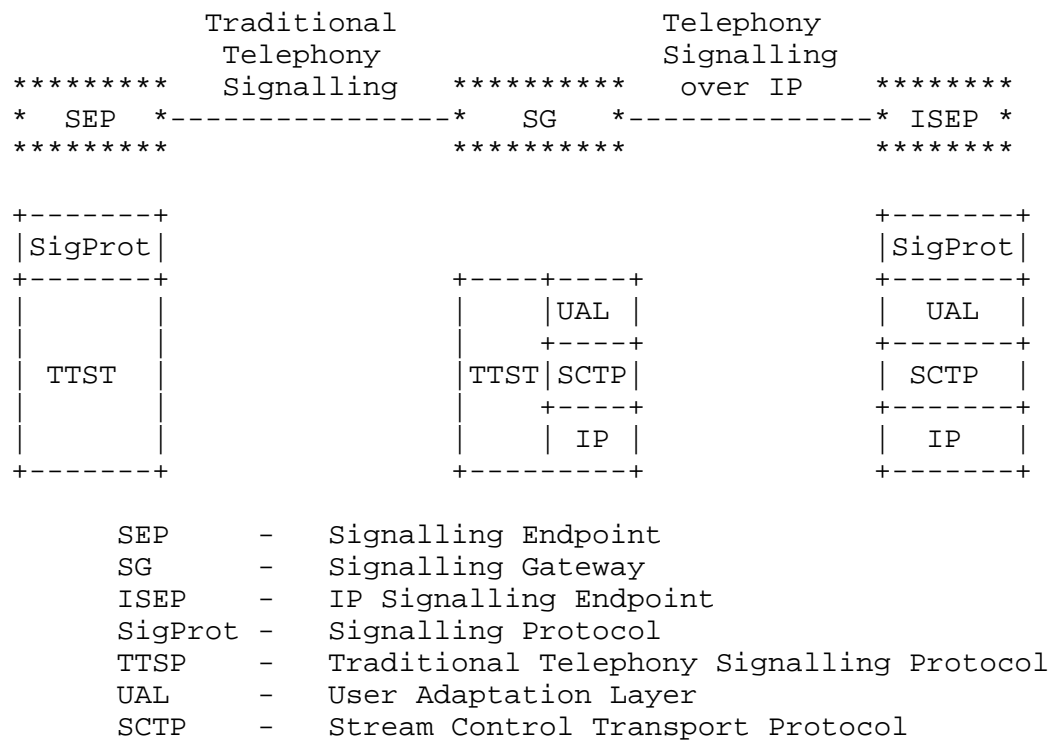 Traditional                   Telephony
             Telephony                    Signalling
*********   Signalling   **********   over IP    ********
*  SEP  *----------------*   SG   *--------------* ISEP *
*********                **********              ********

+-------+                                        +-------+
|SigProt|                                        |SigProt|
+-------+                +----+----+             +-------+
|       |                |    |UAL |             |  UAL  |
|       |                |    +----+             +-------+
| TTST  |                |TTST|SCTP|             | SCTP  |
|       |                |    +----+             +-------+
|       |                |    | IP |             |  IP   |
+-------+                +---------+             +-------+

      SEP     -   Signalling Endpoint
      SG      -   Signalling Gateway
      ISEP    -   IP Signalling Endpoint
      SigProt -   Signalling Protocol
      TTSP    -   Traditional Telephony Signalling Protocol
      UAL     -   User Adaptation Layer
      SCTP    -   Stream Control Transport Protocol